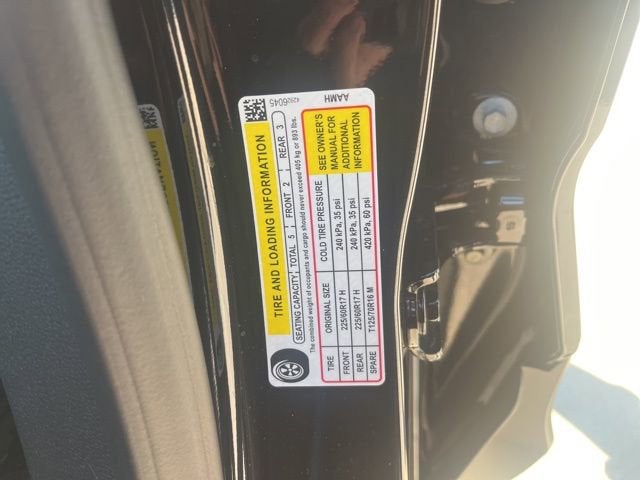 42926045
AAMH
TIRE AND LOADING INFORMATION
SEATING CAPACITY TOTAL 5 FRONT 2 REAR 3
The combined weight of occupants and cargo should never exceed 405 kg or 893 lbs.
TIRE ORIGINAL SIZE COLD TIRE PRESSURE
FRONT 225/60R17 H 240 kPa, 35 psi
REAR 225/60R17 H 240 kPa, 35 psi
SPARE T125/70R16 M 420 kPa, 60 psi
SEE OWNER'S
MANUAL FOR
ADDITIONAL
INFORMATION